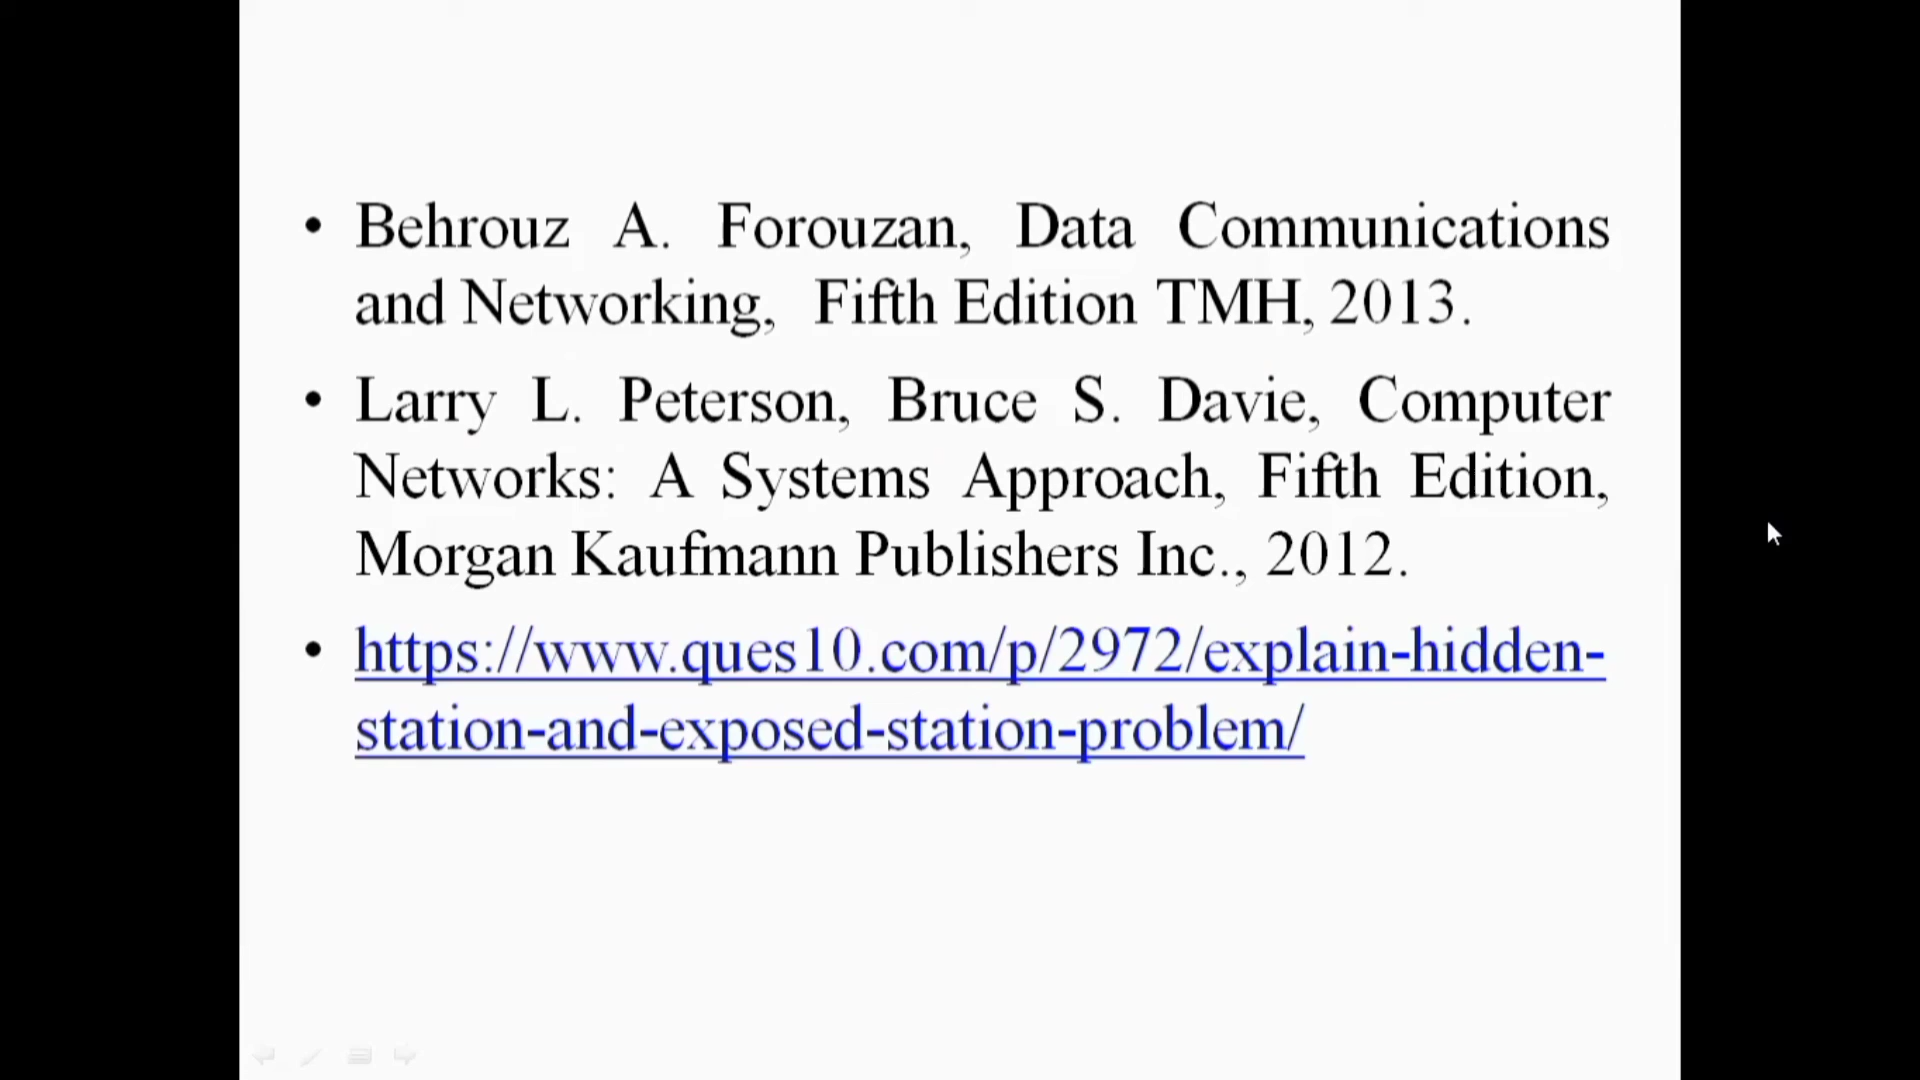 • Behrouz A. Forouzan, Data Communications
and Networking, Fifth Edition TMH, 2013.
• Larry L. Peterson, Bruce S. Davie, Computer
Networks: A Systems Approach, Fifth Edition,
Morgan Kaufmann Publishers Inc., 2012.
• https://www.ques10.com/p/2972/explain-hidden-
station-and-exposed-station-problem/